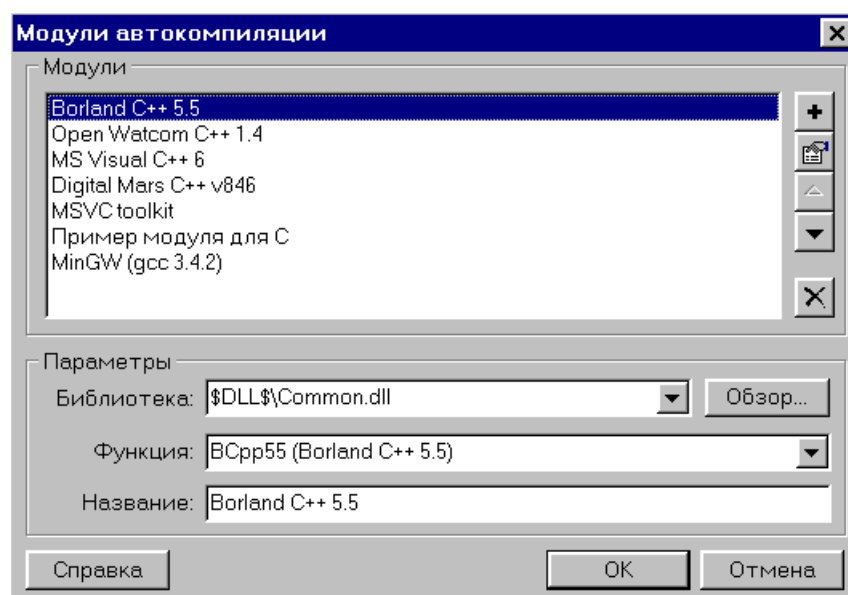 Модули автокомпиляции
Модули
Borland C++ 5.5
Open Watcom C++ 1.4
MS Visual C++ 6
Digital Mars C++ v846
MSVC toolkit
Пример модуля для C
MinGW (gcc 3.4.2)
Параметры
Библиотека: $DLL$\Common.dll Обзор...
Функция: BCpp55 (Borland C++ 5.5)
Название: Borland C++ 5.5
Справка OK Отмена